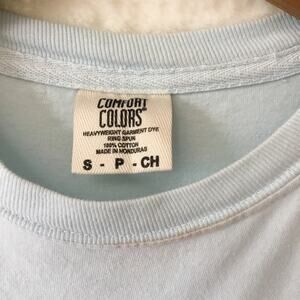 COMFORT
COLORS®
HEAVYWEIGHT GARMENT DYE
RING SPUN
100% COTTON
MADE IN HONDURAS
S - P - CH